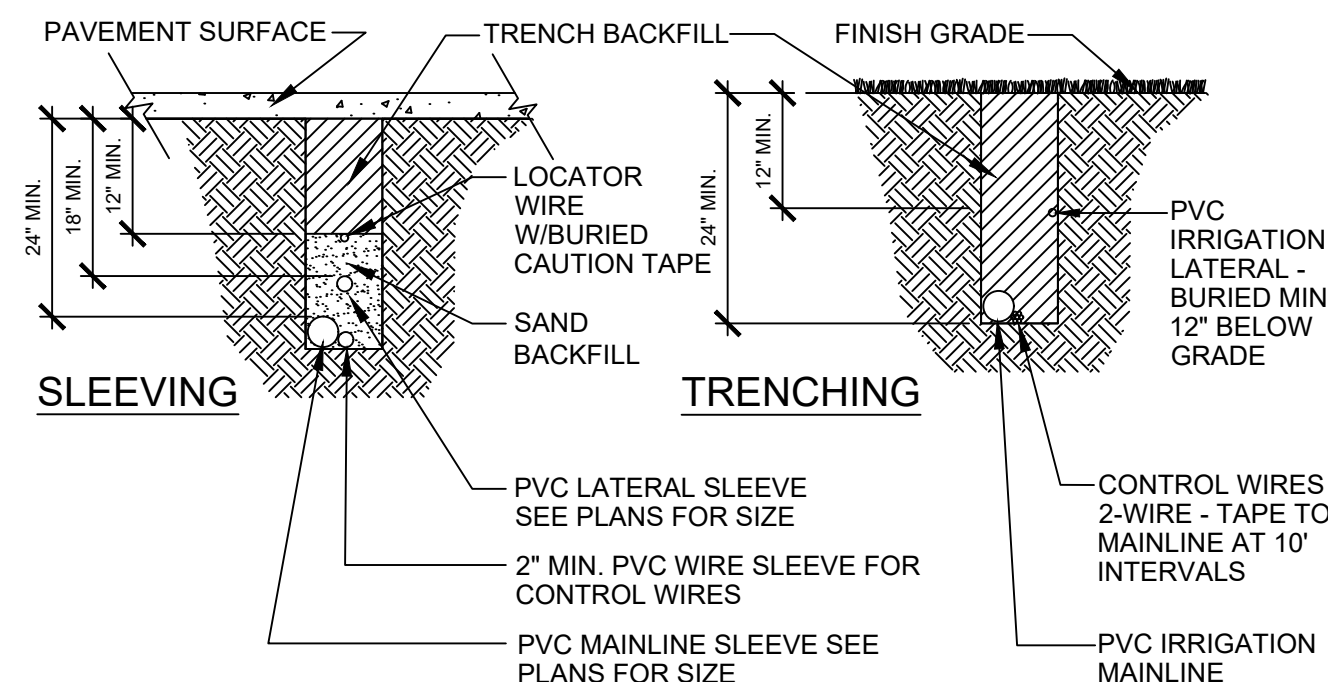 PAVEMENT SURFACE
TRENCH BACKFILL
FINISH GRADE
24" MIN.
18" MIN.
12" MIN.
LOCATOR
WIRE
W/BURIED
CAUTION TAPE
SAND
BACKFILL
SLEEVING
PVC LATERAL SLEEVE
SEE PLANS FOR SIZE
2" MIN. PVC WIRE SLEEVE FOR
CONTROL WIRES
PVC MAINLINE SLEEVE SEE
PLANS FOR SIZE
24" MIN.
12" MIN.
PVC
IRRIGATION
LATERAL -
BURIED MIN
12" BELOW
GRADE
TRENCHING
CONTROL WIRES
2-WIRE - TAPE TO
MAINLINE AT 10'
INTERVALS
PVC IRRIGATION
MAINLINE